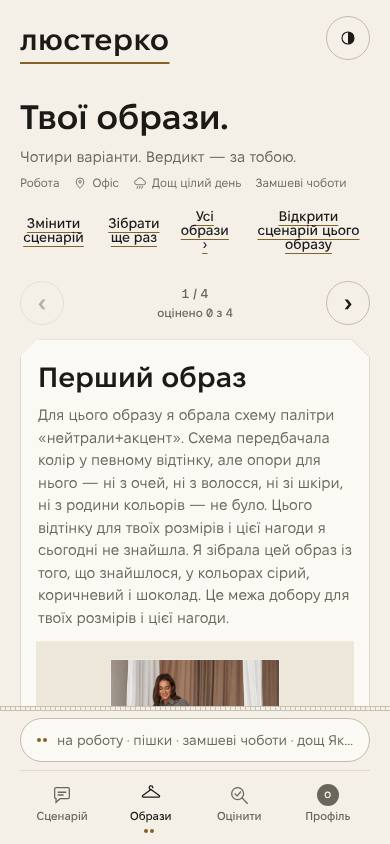 люстерко
Твої образи.
Чотири варіанти. Вердикт — за тобою.
Робота Офіс Дощ цілий день Замшеві чоботи
Змінити сценарій
Зібрати ще раз
Усі образи ›
Відкрити сценарій цього образу
‹ 1 / 4 ›
оцінено 0 з 4
Перший образ
Для цього образу я обрала схему палітри
«нейтрали+акцент». Схема передбачала
колір у певному відтінку, але опори для
нього — ні з очей, ні з волосся, ні зі шкіри,
ні з родини кольорів — не було. Цього
відтінку для твоїх розмірів і цієї нагоди я
сьогодні не знайшла. Я зібрала цей образ із
того, що знайшлося, у кольорах сірий,
коричневий і шоколад. Це межа добору для
твоїх розмірів і цієї нагоди.
на роботу · пішки · замшеві чоботи · дощ Як...
Сценарій Образи Оцінити О Профіль